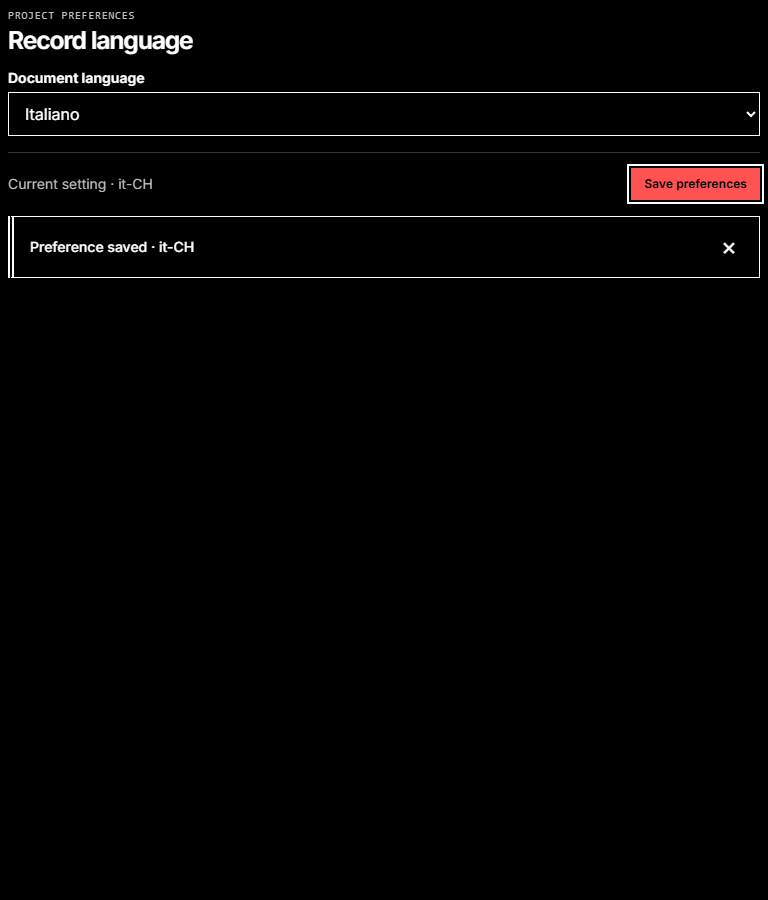 PROJECT PREFERENCES
Record language
Document language
Italiano
Current setting · it-CH
Save preferences
Preference saved · it-CH